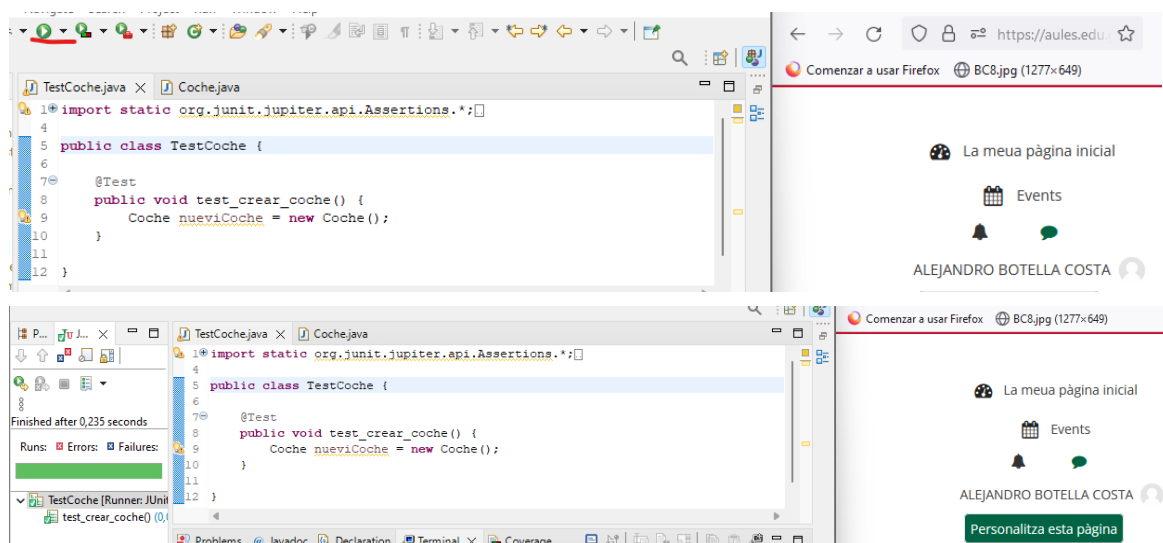 https://aules.edu.
Comenzar a usar Firefox BC8.jpg (1277×649)
TestCoche.java Coche.java
1 import static org.junit.jupiter.api.Assertions.*;
4
5 public class TestCoche {
6
7 @Test
8 public void test_crear_coche() {
9 Coche nueviCoche = new Coche();
10 }
11
12 }
La meua pàgina inicial
Events
ALEJANDRO BOTELLA COSTA
P... J...
TestCoche.java Coche.java
Comenzar a usar Firefox BC8.jpg (1277×649)
Finished after 0,235 seconds
Runs: Errors: Failures:
TestCoche [Runner: JUnit
test_crear_coche() (0,
1 import static org.junit.jupiter.api.Assertions.*;
4
5 public class TestCoche {
6
7 @Test
8 public void test_crear_coche() {
9 Coche nueviCoche = new Coche();
10 }
11
12 }
Problems Javadoc Declaration Terminal Coverage
La meua pàgina inicial
Events
ALEJANDRO BOTELLA COSTA
Personalitza esta pàgina